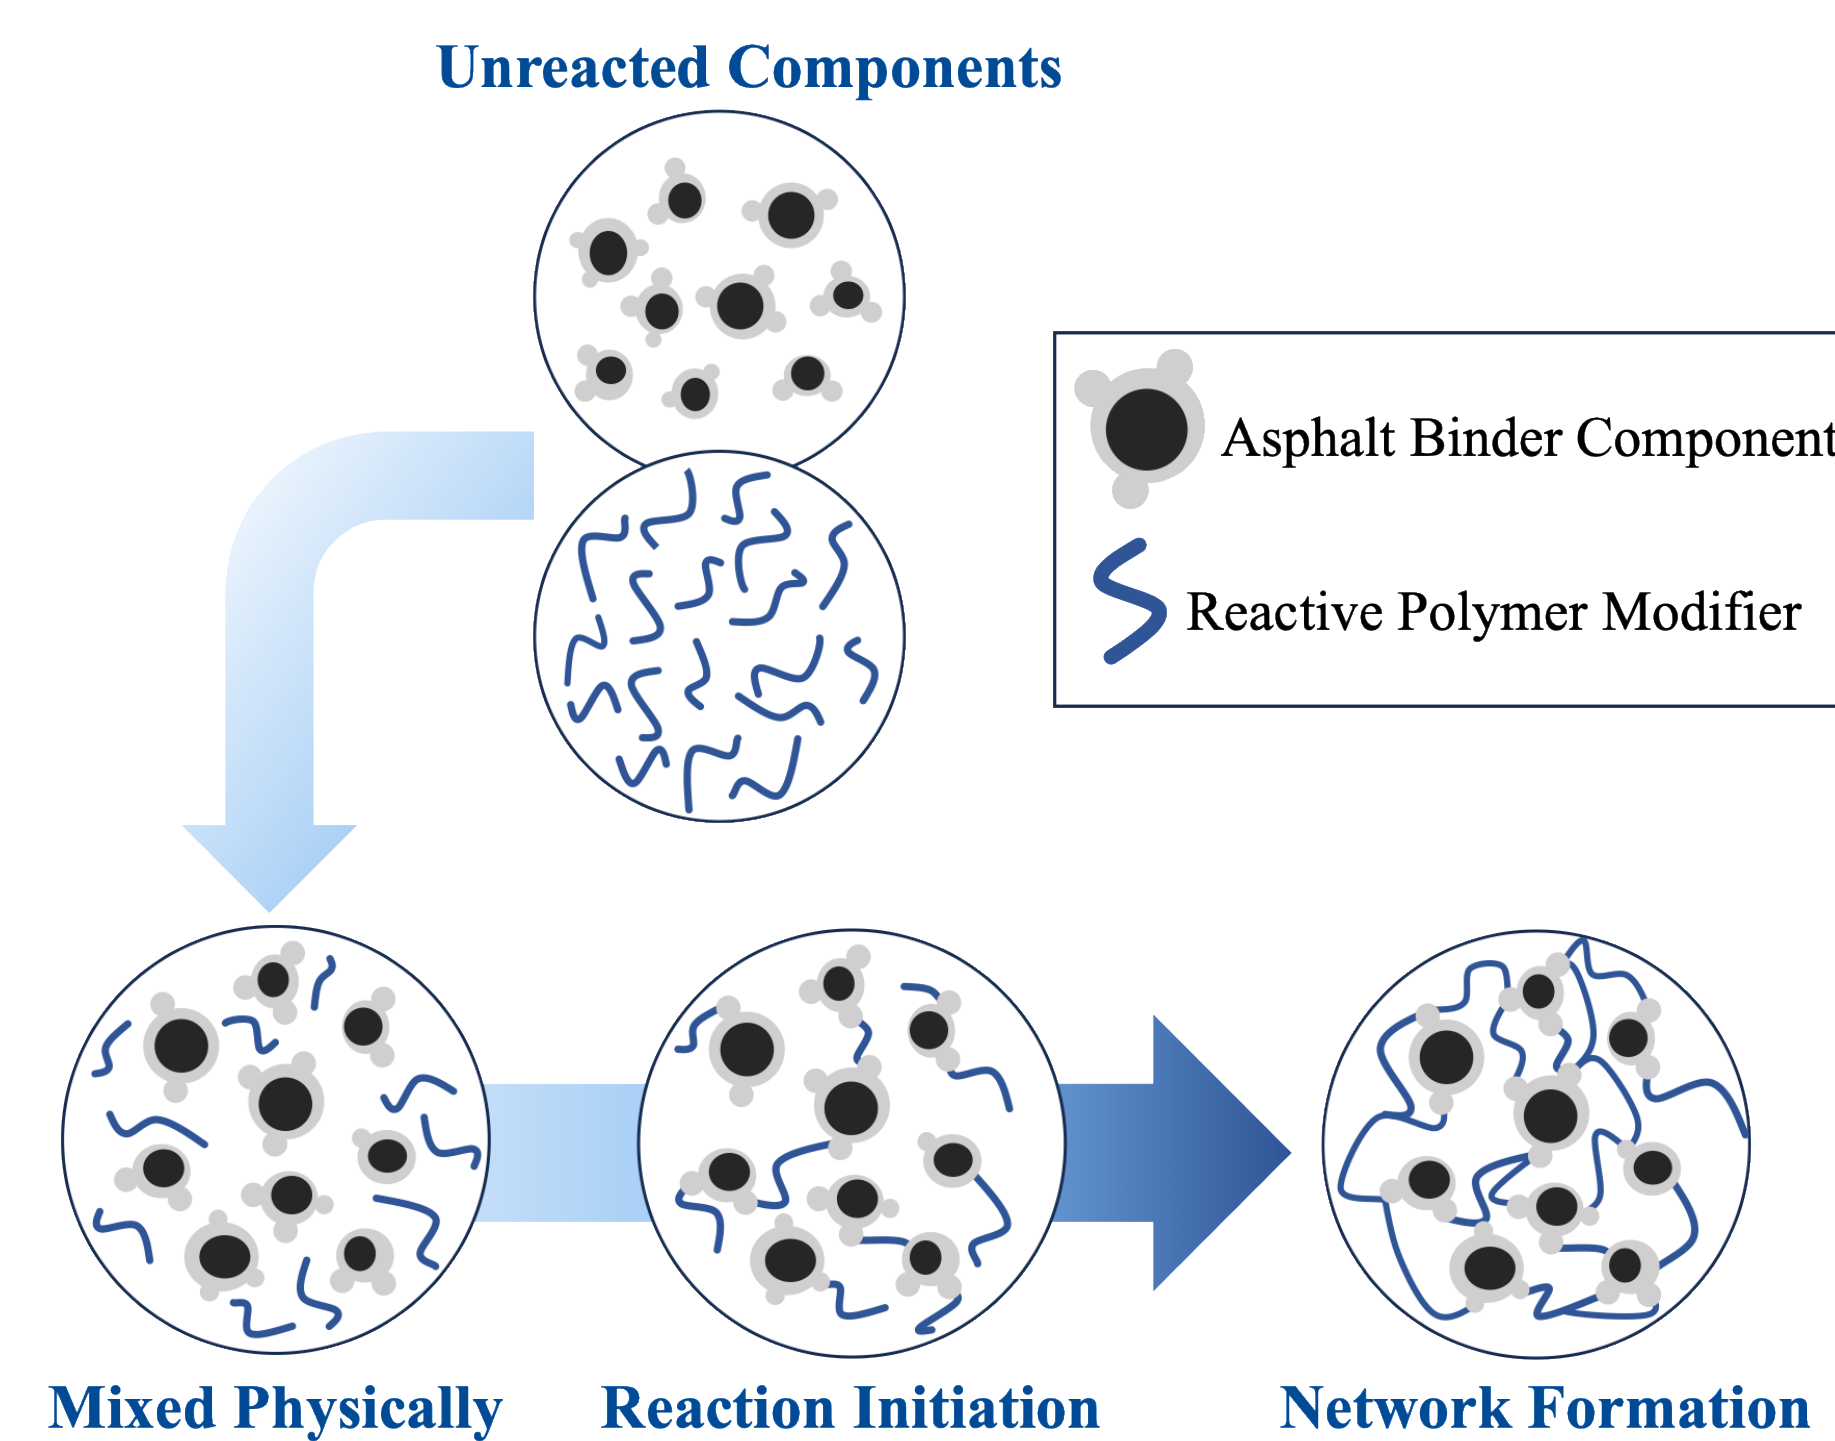 Unreacted Components
Asphalt Binder Component
Reactive Polymer Modifier
Mixed Physically
Reaction Initiation
Network Formation